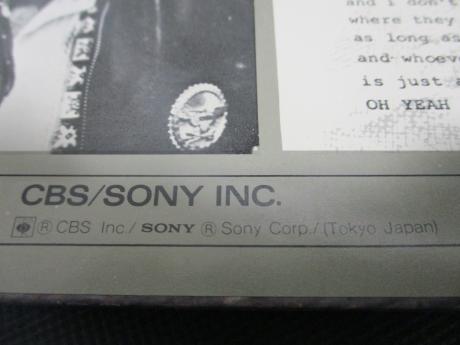 and i don't
where they
as long as
and whoeve
is just a
OH YEAH
CBS/SONY INC.
® CBS Inc./ SONY ® Sony Corp./(Tokyo Japan)